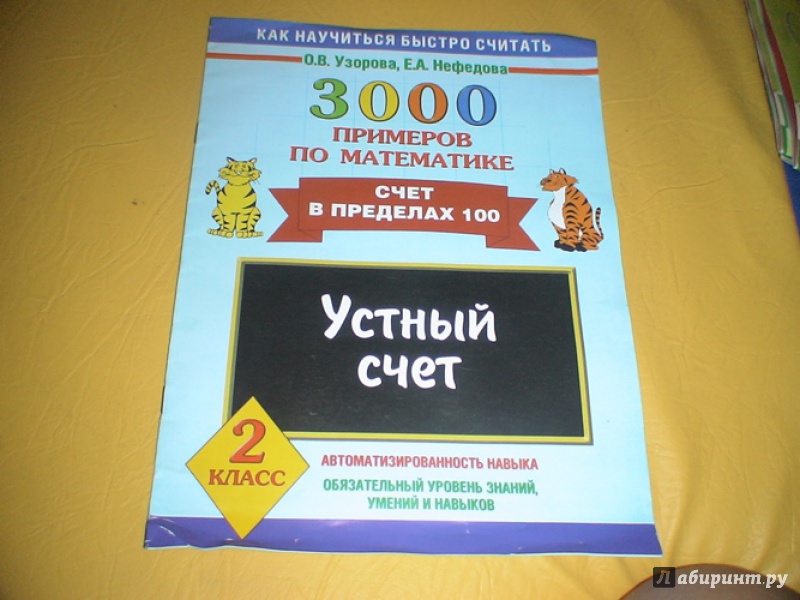 КАК НАУЧИТЬСЯ БЫСТРО СЧИТАТЬ
О.В. Узорова, Е.А. Нефедова
3000
ПРИМЕРОВ
ПО МАТЕМАТИКЕ
СЧЕТ
В ПРЕДЕЛАХ 100
Устный
счет
2
КЛАСС
АВТОМАТИЗИРОВАННОСТЬ НАВЫКА
ОБЯЗАТЕЛЬНЫЙ УРОВЕНЬ ЗНАНИЙ,
УМЕНИЙ И НАВЫКОВ
Лабиринт.ру